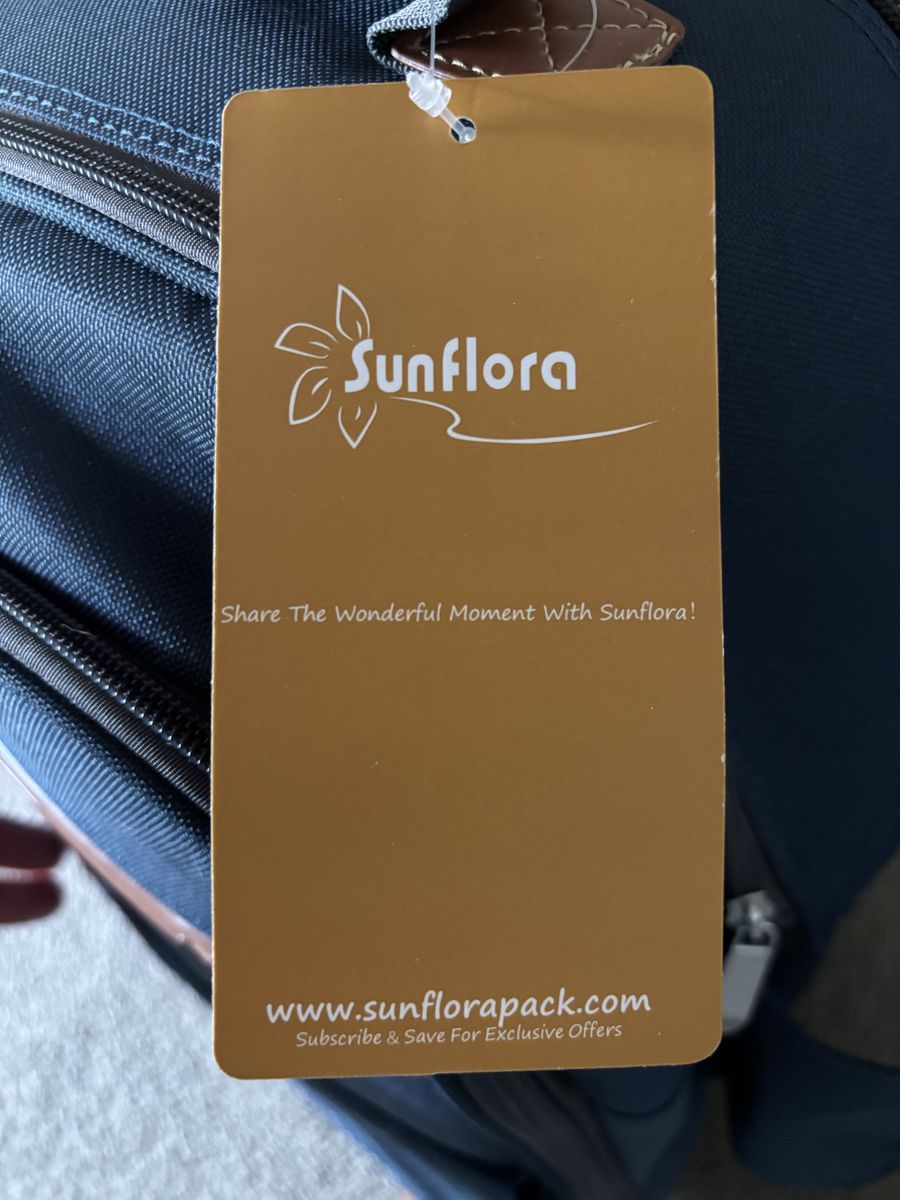 Sunflora
Share The Wonderful Moment With Sunflora!
www.sunflorapack.com
Subscribe & Save For Exclusive Offers